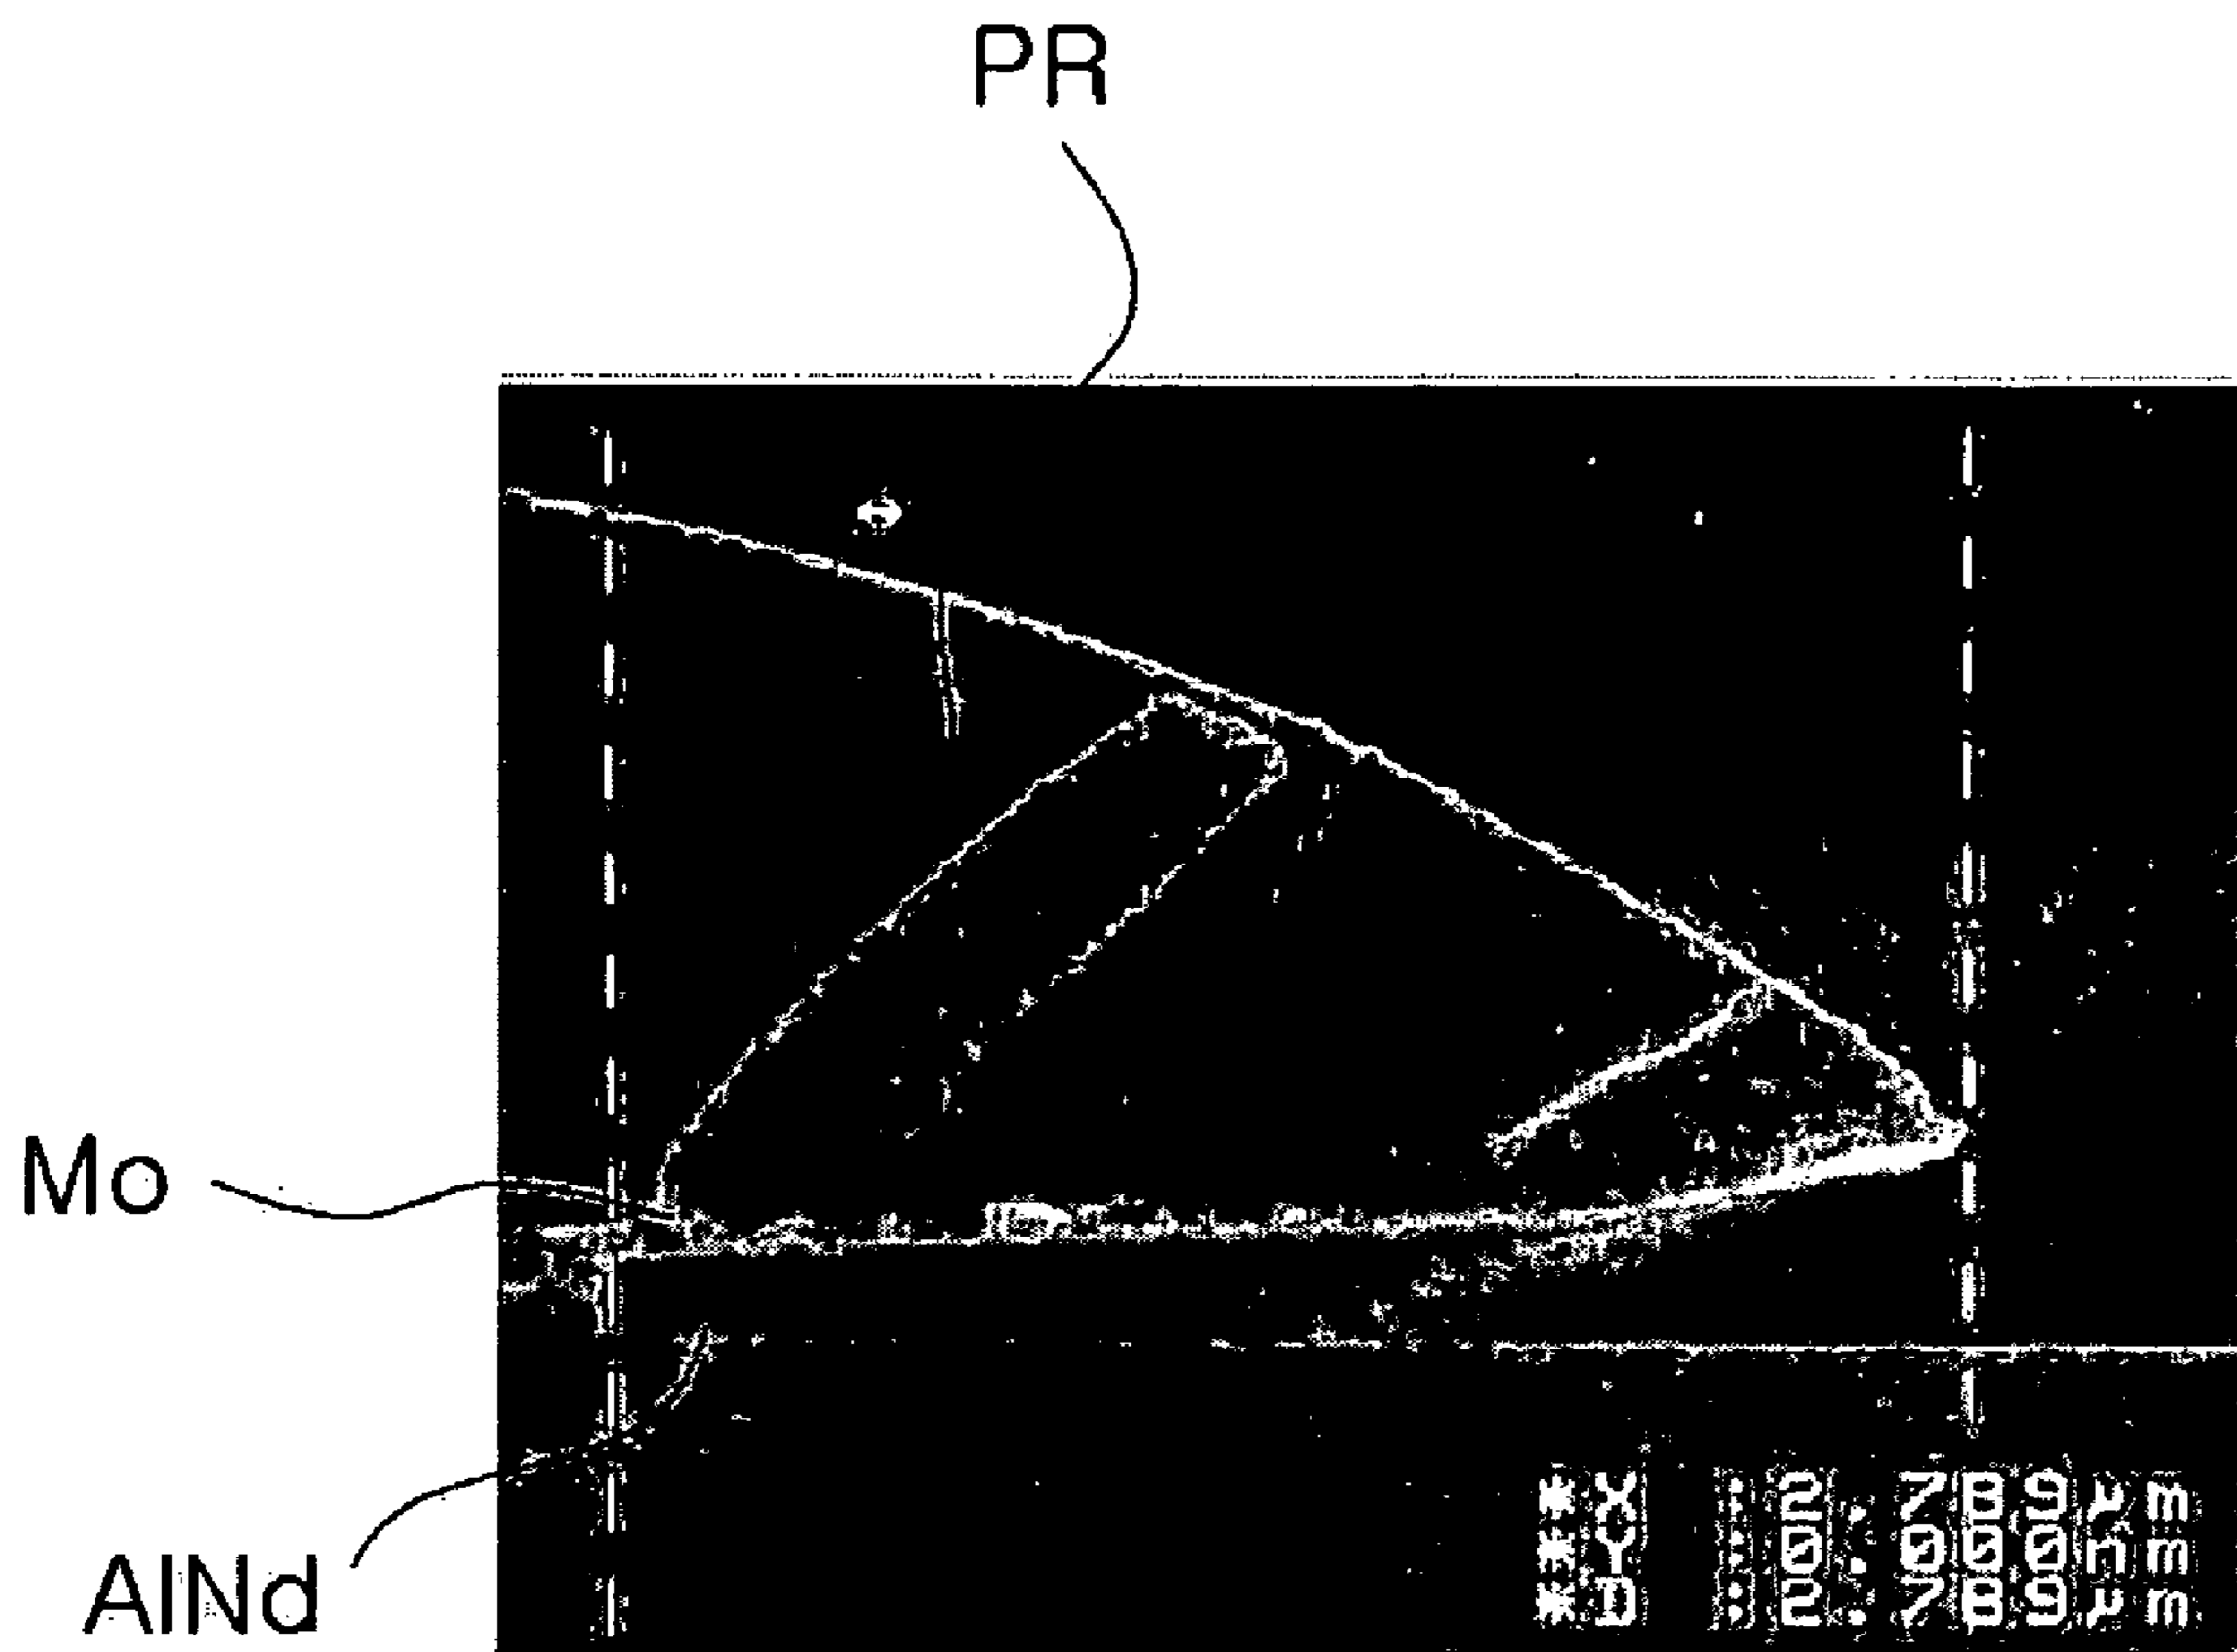 PR
Mo
AlNd
*X :2.789μm
*Y :0.000nm
*D :2.789μm